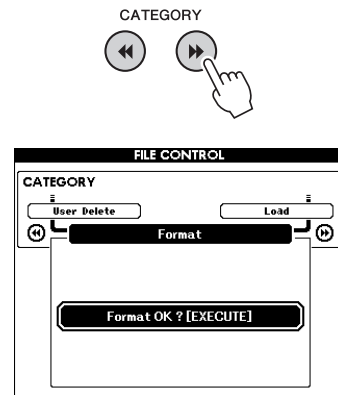 CATEGORY
FILE CONTROL
CATEGORY
User Delete Load
Format
Format OK ? [EXECUTE]